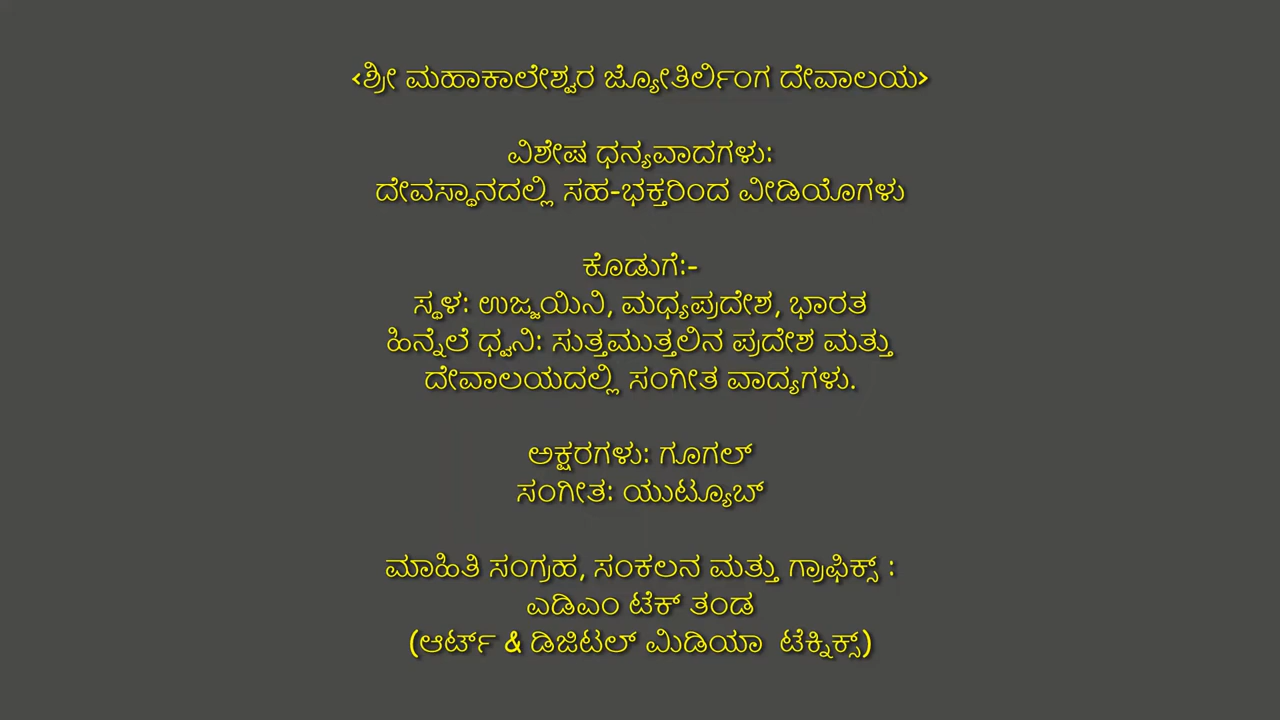 <ಶ್ರೀ ಮಹಾಕಾಲೇಶ್ವರ ಜ್ಯೋತಿರ್ಲಿಂಗ ದೇವಾಲಯ>
ವಿಶೇಷ ಧನ್ಯವಾದಗಳು:
ದೇವಸ್ಥಾನದಲ್ಲಿ ಸಹ-ಭಕ್ತರಿಂದ ವೀಡಿಯೊಗಳು
ಕೊಡುಗೆ:-
ಸ್ಥಳ: ಉಜ್ಜಯಿನಿ, ಮಧ್ಯಪ್ರದೇಶ, ಭಾರತ
ಹಿನ್ನೆಲೆ ಧ್ವನಿ: ಸುತ್ತಮುತ್ತಲಿನ ಪ್ರದೇಶ ಮತ್ತು
ದೇವಾಲಯದಲ್ಲಿ ಸಂಗೀತ ವಾದ್ಯಗಳು.
ಅಕ್ಷರಗಳು: ಗೂಗಲ್
ಸಂಗೀತ: ಯುಟ್ಯೂಬ್
ಮಾಹಿತಿ ಸಂಗ್ರಹ, ಸಂಕಲನ ಮತ್ತು ಗ್ರಾಫಿಕ್ಸ್ :
ಎಡಿಎಂ ಟೆಕ್ ತಂಡ
(ಆರ್ಟ್ & ಡಿಜಿಟಲ್ ಮಿಡಿಯಾ ಟೆಕ್ನಿಕ್ಸ್)